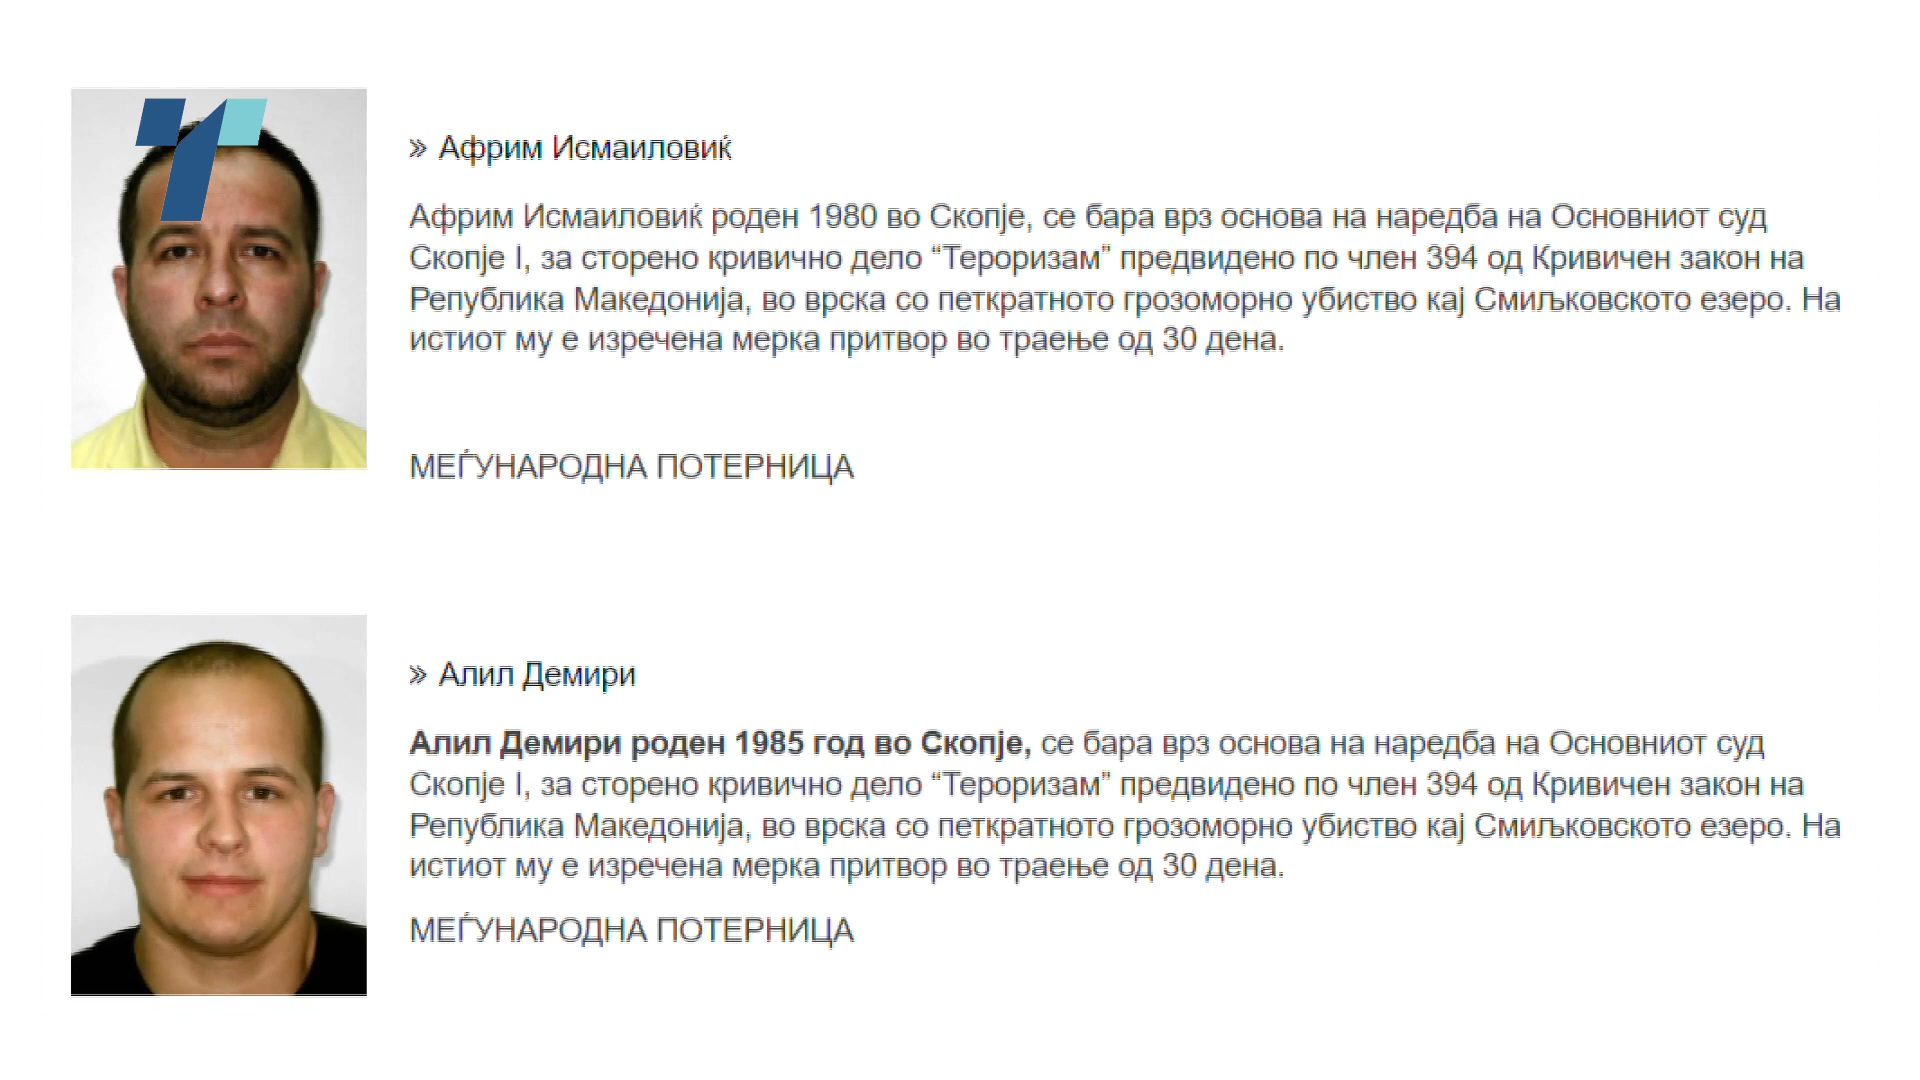 » Африм Исмаиловиќ
Африм Исмаиловиќ роден 1980 во Скопје, се бара врз основа на наредба на Основниот суд
Скопје I, за сторено кривично дело “Тероризам” предвидено по член 394 од Кривичен закон на
Република Македонија, во врска со петкратното грозоморно убиство кај Смиљковското езеро. На
истиот му е изречена мерка притвор во траење од 30 дена.
МЕЃУНАРОДНА ПОТЕРНИЦА
» Алил Демири
Алил Демири роден 1985 год во Скопје, се бара врз основа на наредба на Основниот суд
Скопје I, за сторено кривично дело “Тероризам” предвидено по член 394 од Кривичен закон на
Република Македонија, во врска со петкратното грозоморно убиство кај Смиљковското езеро. На
истиот му е изречена мерка притвор во траење од 30 дена.
МЕЃУНАРОДНА ПОТЕРНИЦА